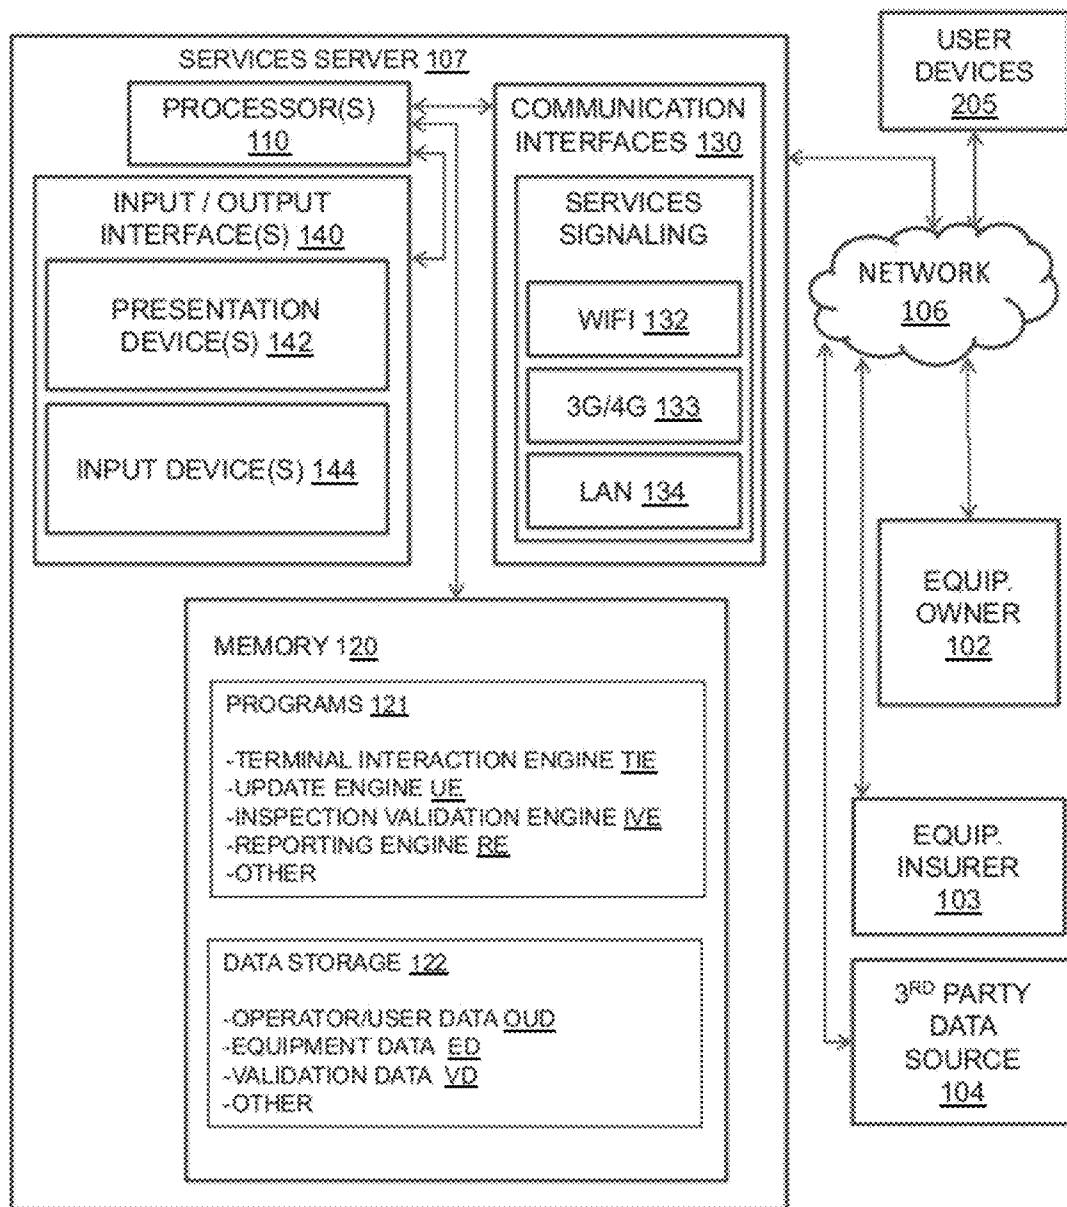 SERVICES SERVER 107
PROCESSOR(S)
110
INPUT / OUTPUT
INTERFACE(S) 140
PRESENTATION
DEVICE(S) 142
INPUT DEVICE(S) 144
COMMUNICATION
INTERFACES 130
SERVICES
SIGNALING
WIFI 132
3G/4G 133
LAN 134
MEMORY 120
PROGRAMS 121
-TERMINAL INTERACTION ENGINE TIE
-UPDATE ENGINE UE
-INSPECTION VALIDATION ENGINE IVE
-REPORTING ENGINE RE
-OTHER
DATA STORAGE 122
-OPERATOR/USER DATA OUD
-EQUIPMENT DATA ED
-VALIDATION DATA VD
-OTHER
USER
DEVICES
205
NETWORK
106
EQUIP.
OWNER
102
EQUIP.
INSURER
103
3RD PARTY
DATA
SOURCE
104